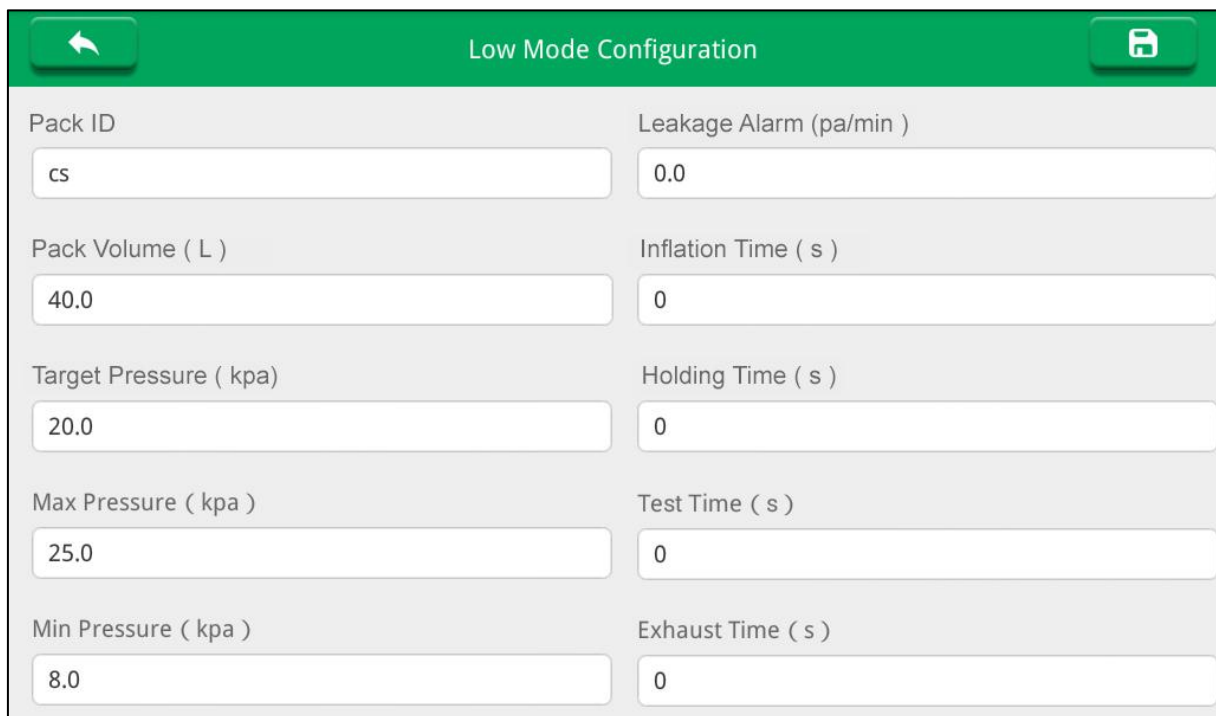 Low Mode Configuration
Pack ID
cs
Pack Volume ( L )
40.0
Target Pressure ( kpa)
20.0
Max Pressure ( kpa )
25.0
Min Pressure ( kpa )
8.0
Leakage Alarm (pa/min )
0.0
Inflation Time ( s )
0
Holding Time ( s )
0
Test Time ( s )
0
Exhaust Time ( s )
0